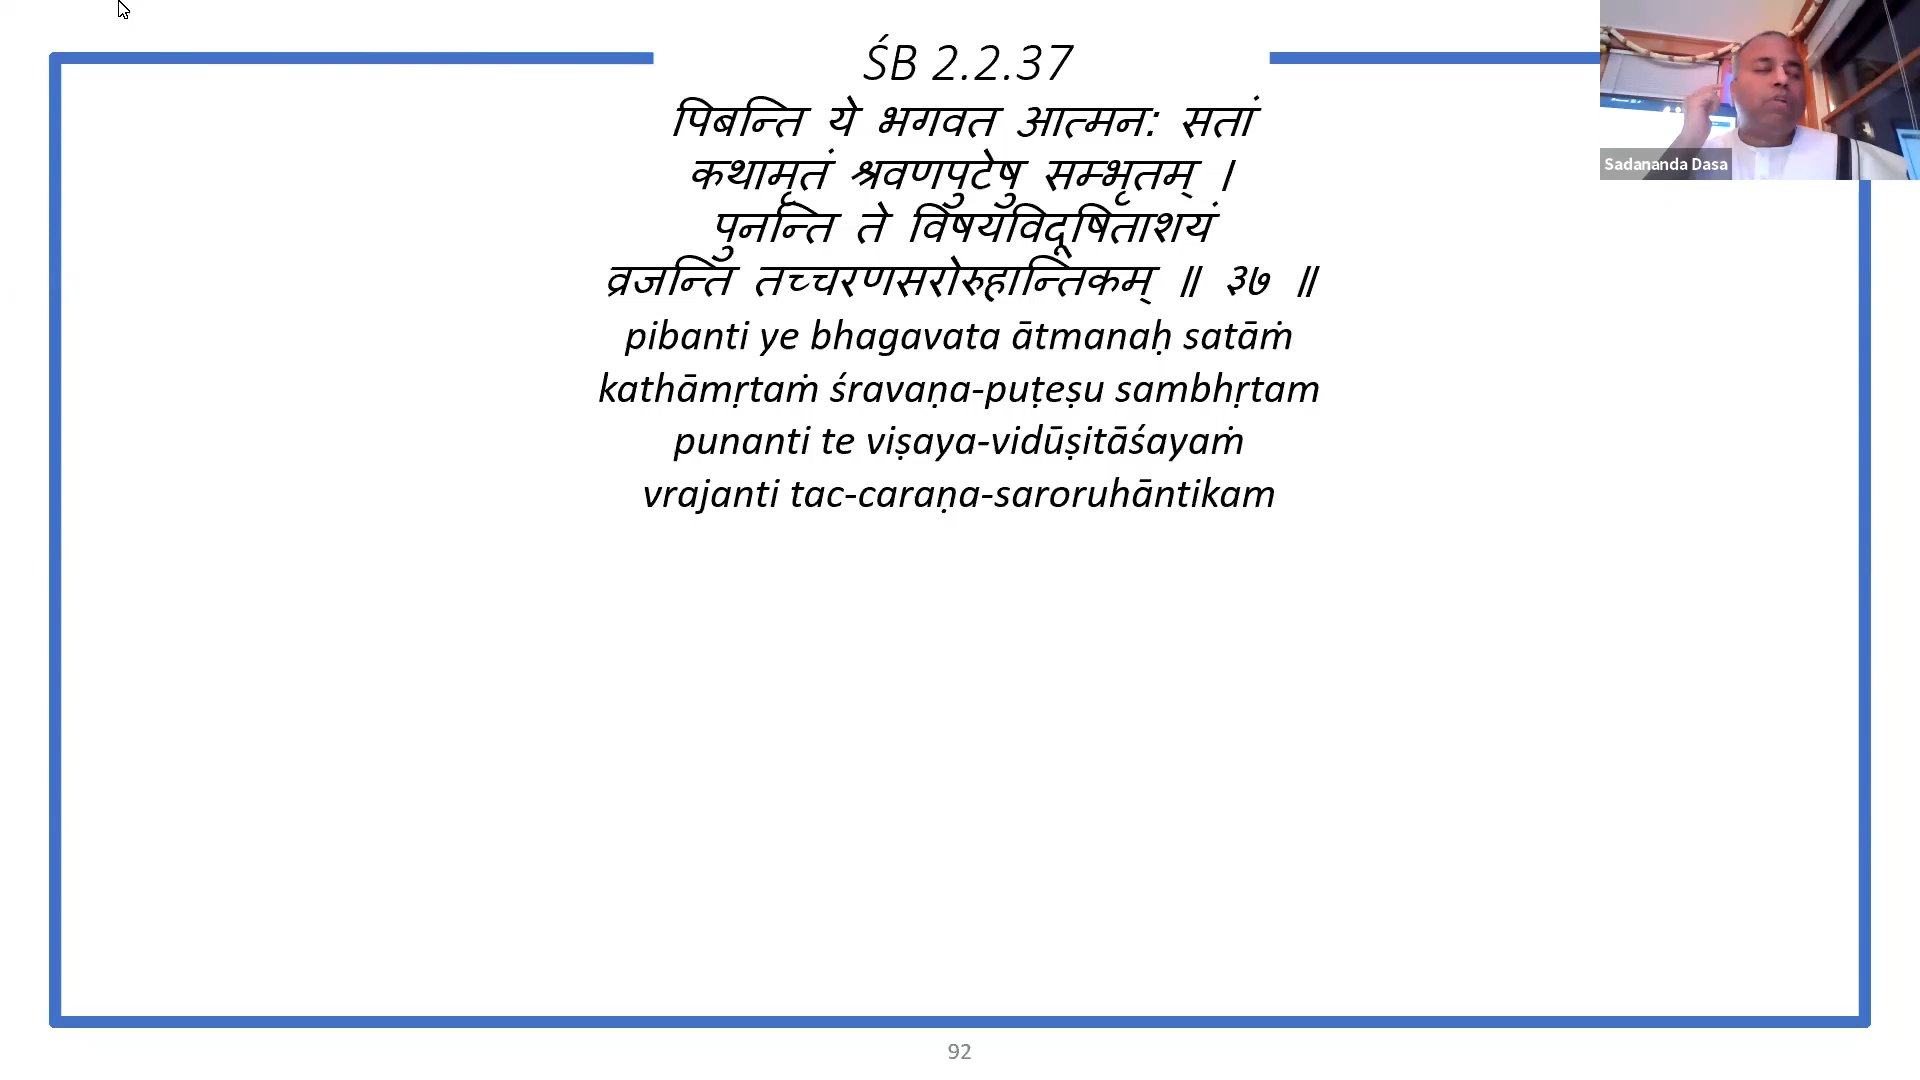 ŚB 2.2.37
पिबन्ति ये भगवत आत्मन: सतां
कथामृतं श्रवणपुटेषु सम्भृतम् ।
पुनन्ति ते विषयविदूषिताशयं
व्रजन्ति तच्चरणसरोरुहान्तिकम् ॥ ३७ ॥
pibanti ye bhagavata ātmanaḥ satāṁ
kathāmṛtaṁ śravaṇa-puṭeṣu sambhṛtam
punanti te viṣaya-vidūṣitāśayaṁ
vrajanti tac-caraṇa-saroruhāntikam
Sadananda Dasa
92